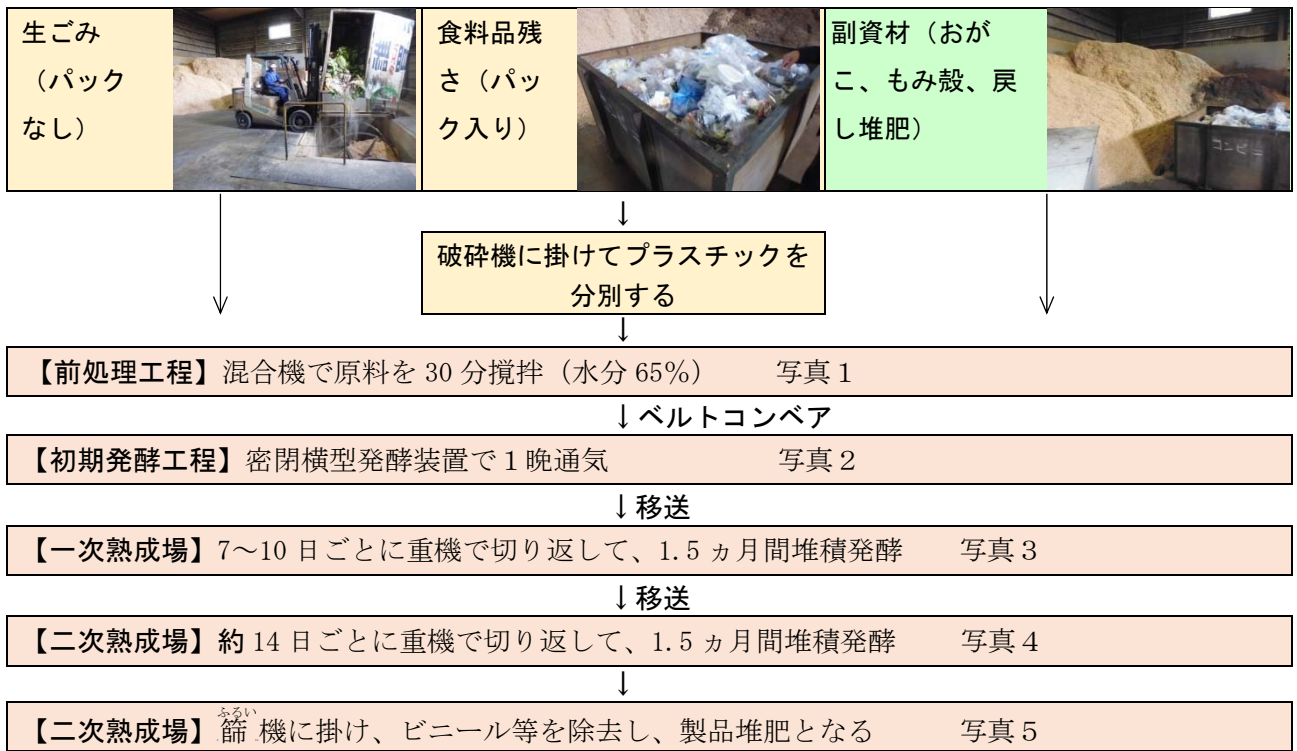 生ごみ
（パック
なし）
食料品残
さ（パッ
ク入り）
副資材（おが
こ、もみ殻、戻
し堆肥）
コンビニ
↓
破砕機に掛けてプラスチックを
分別する
↓
【前処理工程】混合機で原料を 30 分撹拌（水分 65％） 写真１
↓ベルトコンベア
【初期発酵工程】密閉横型発酵装置で１晩通気 写真２
↓移送
【一次熟成場】7～10 日ごとに重機で切り返して、1.5 ヵ月間堆積発酵 写真３
↓移送
【二次熟成場】約 14 日ごとに重機で切り返して、1.5 ヵ月間堆積発酵 写真４
↓
ふるい
【二次熟成場】篩 機に掛け、ビニール等を除去し、製品堆肥となる 写真５